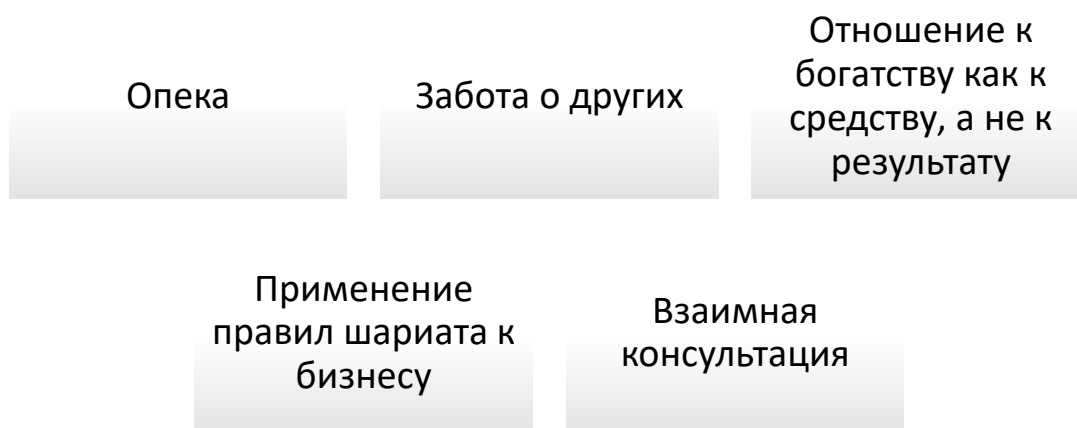 Опека
Забота о других
Отношение к
богатству как к
средству, а не к
результату
Применение
правил шариата к
бизнесу
Взаимная
консультация